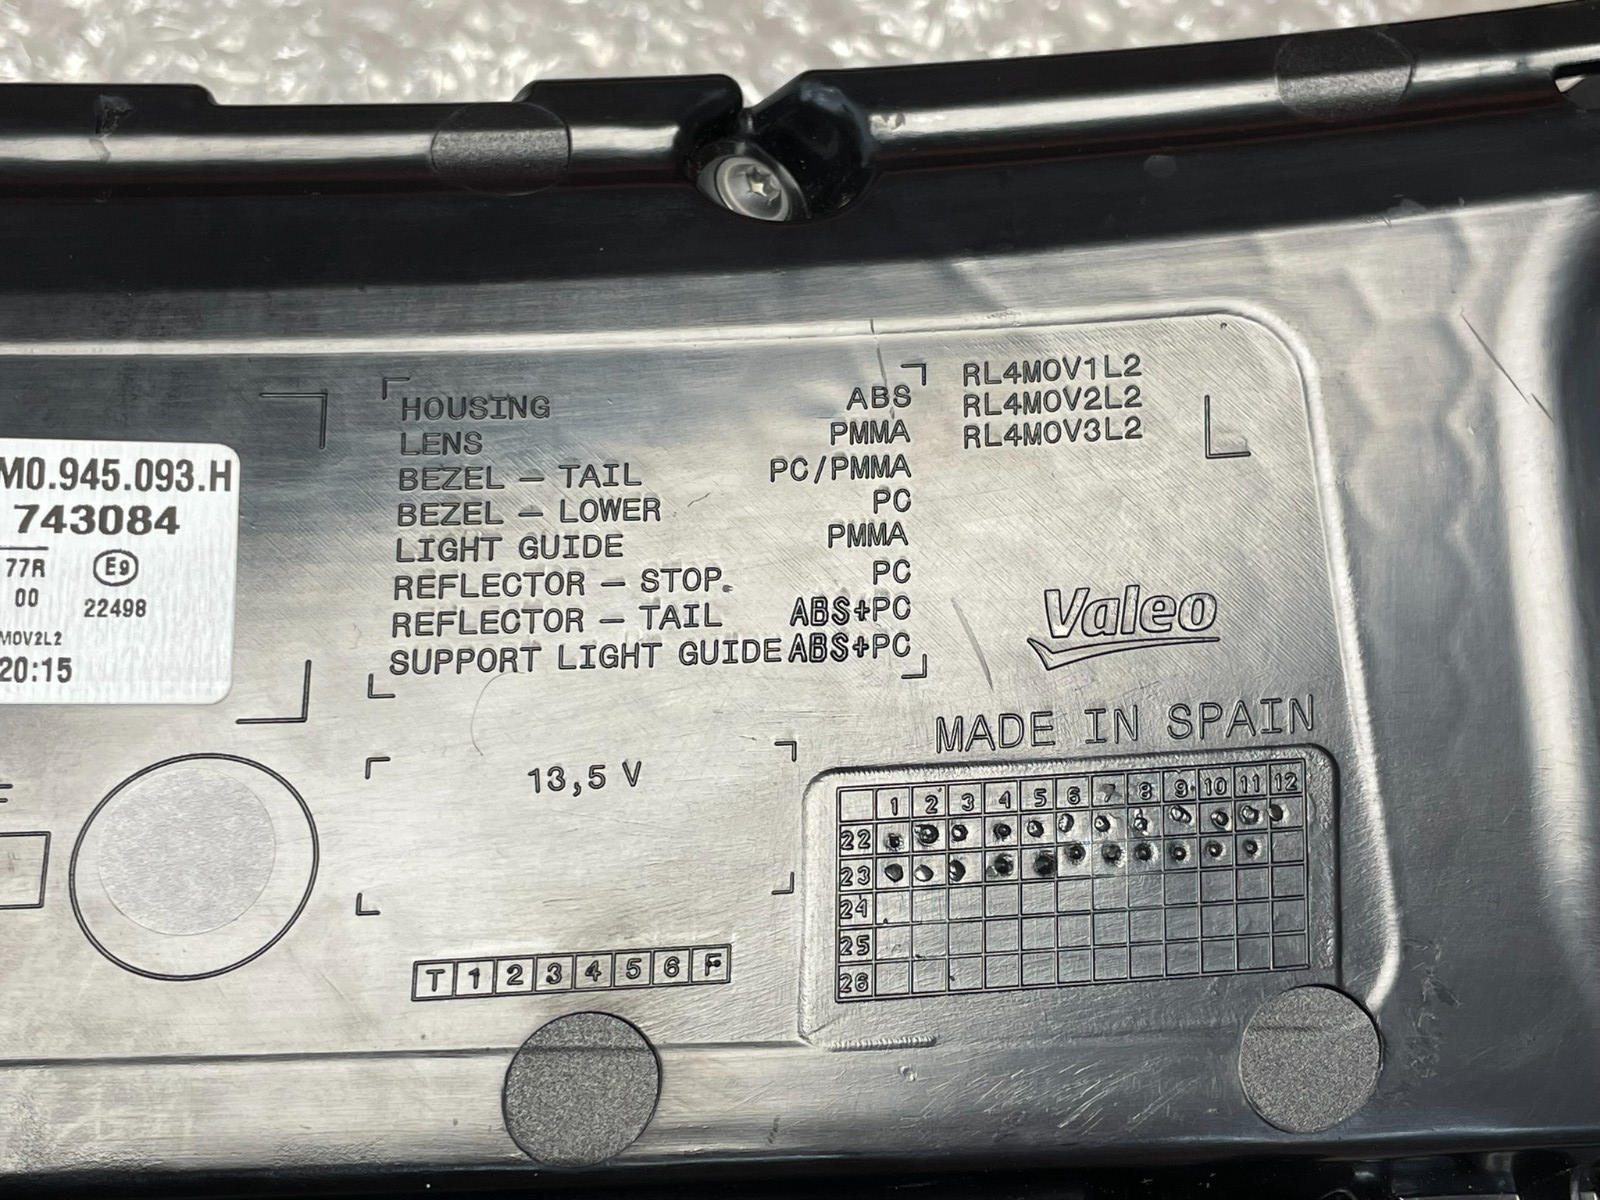 M0.945.093.H
743084
77R
E9
00
22498
MOV2L2
20:15
HOUSING ABS
LENS PMMA
BEZEL – TAIL PC/PMMA
BEZEL – LOWER PC
LIGHT GUIDE PMMA
REFLECTOR – STOP PC
REFLECTOR – TAIL ABS+PC
SUPPORT LIGHT GUIDE ABS+PC
RL4MOV1L2
RL4MOV2L2
RL4MOV3L2
Valeo
MADE IN SPAIN
13,5 V
T 1 2 3 4 5 6 F
1 2 3 4 5 6 7 8 9 10 11 12
22
23
24
25
26